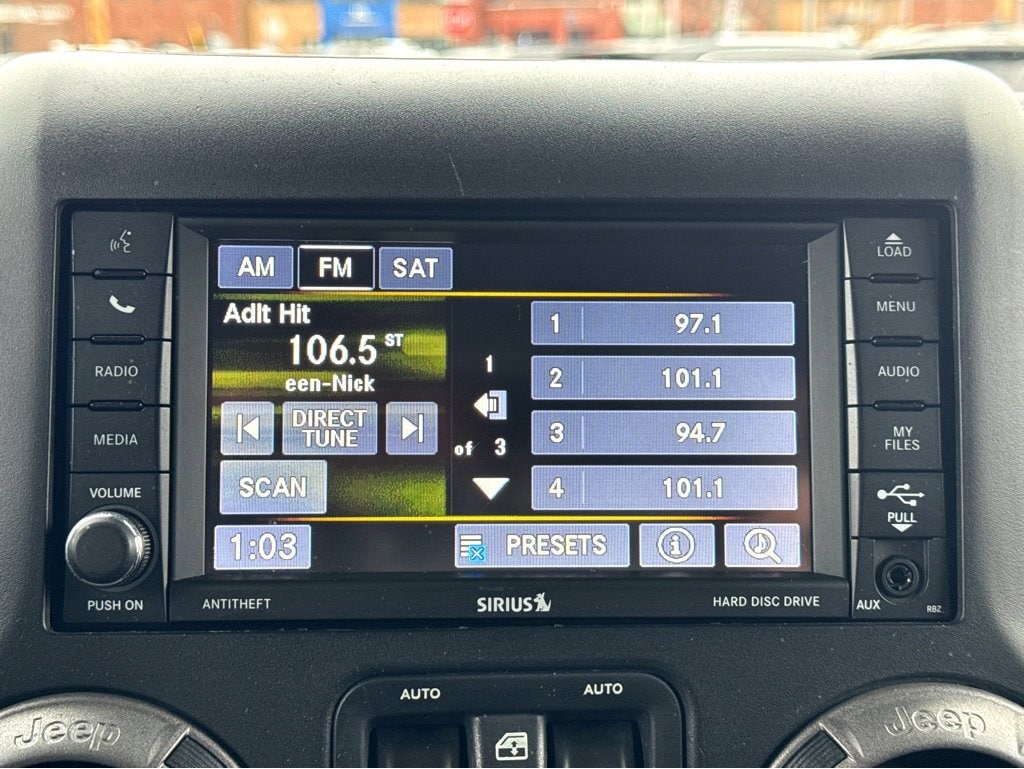 AM FM SAT
Adlt Hit
106.5 ST
een-Nick
DIRECT
TUNE
SCAN
1:03
1
of 3
1 97.1
2 101.1
3 94.7
4 101.1
PRESETS
RADIO
MEDIA
VOLUME
PUSH ON
LOAD
MENU
AUDIO
MY
FILES
PULL
AUX
RBZ
ANTITHEFT
SIRIUS
HARD DISC DRIVE
AUTO
AUTO
Jeep
Jeep